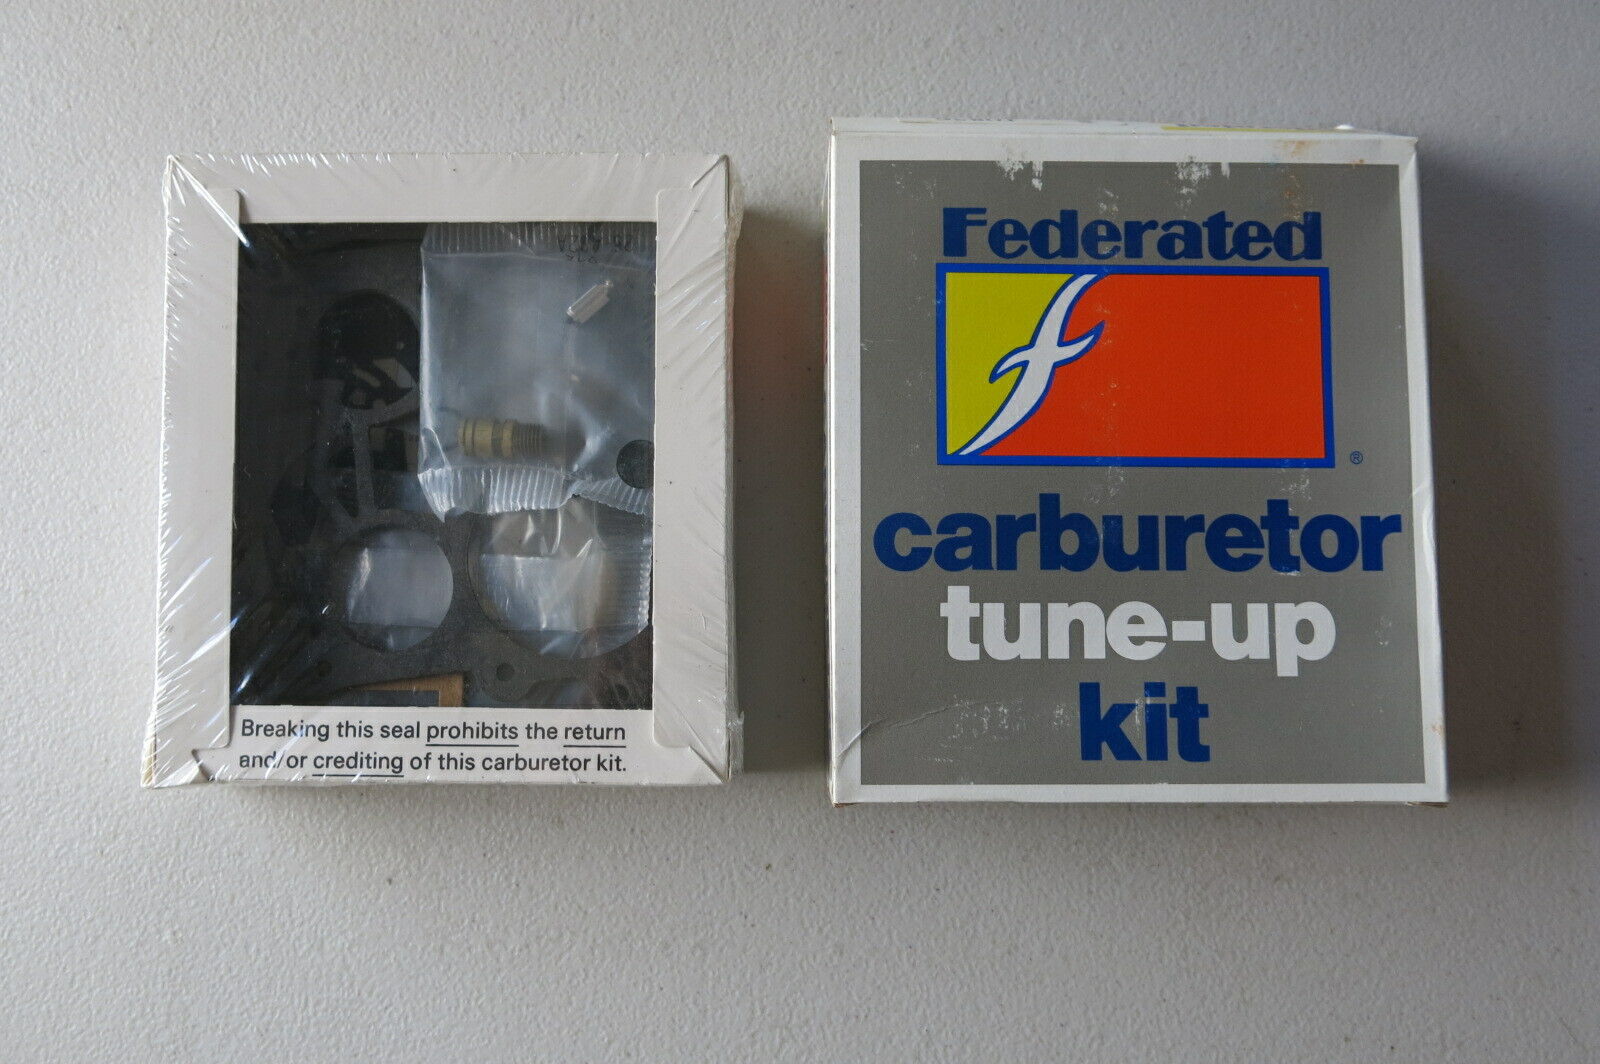 Breaking this seal prohibits the return
and/or crediting of this carburetor kit.
Federated
f
®
carburetor
tune-up
kit